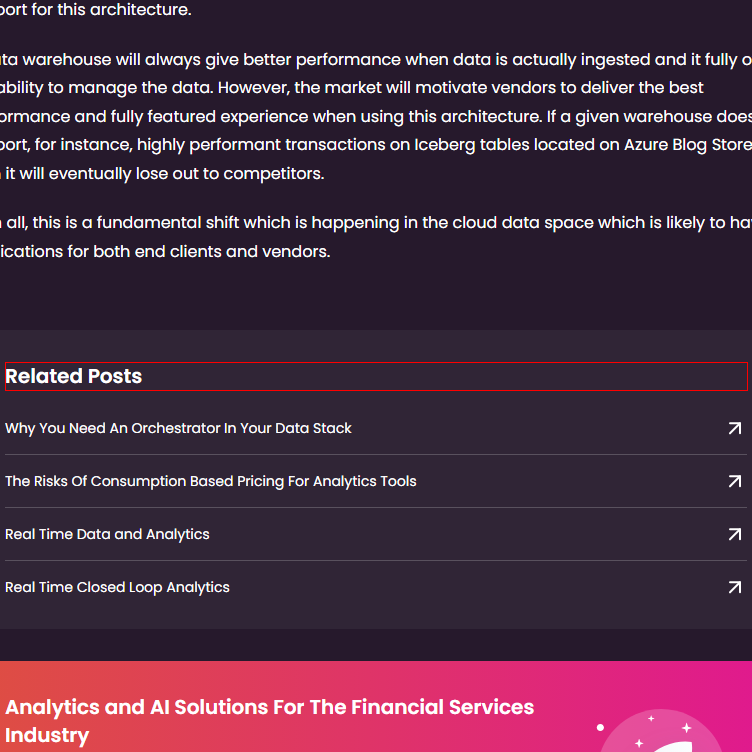 port for this architecture.
ta warehouse will always give better performance when data is actually ingested and it fully o
ability to manage the data. However, the market will motivate vendors to deliver the best
ormance and fully featured experience when using this architecture. If a given warehouse does
port, for instance, highly performant transactions on Iceberg tables located on Azure Blog Store
it will eventually lose out to competitors.
all, this is a fundamental shift which is happening in the cloud data space which is likely to ha
ications for both end clients and vendors.
Related Posts
Why You Need An Orchestrator In Your Data Stack
The Risks Of Consumption Based Pricing For Analytics Tools
Real Time Data and Analytics
Real Time Closed Loop Analytics
Analytics and AI Solutions For The Financial Services
Industry